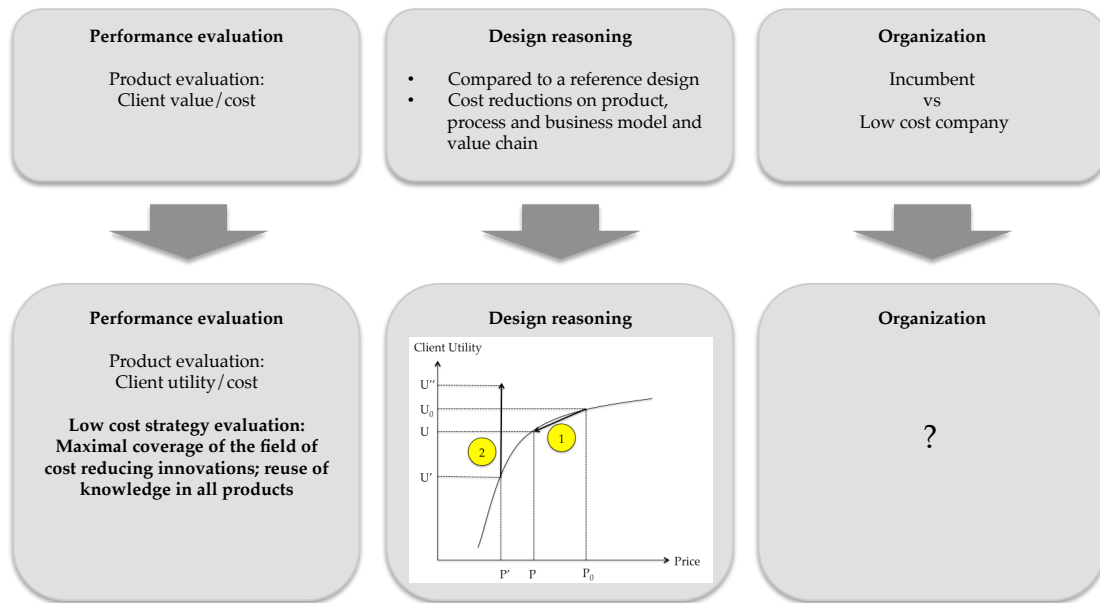 Performance evaluation
Product evaluation:
Client value/cost
Design reasoning
• Compared to a reference design
• Cost reductions on product,
process and business model and
value chain
Organization
Incumbent
vs
Low cost company
Performance evaluation
Product evaluation:
Client utility/cost
Low cost strategy evaluation:
Maximal coverage of the field of
cost reducing innovations; reuse of
knowledge in all products
Design reasoning
Client Utility
U''
U0
U
U'
1
2
P'
P
P0
Price
Organization
?